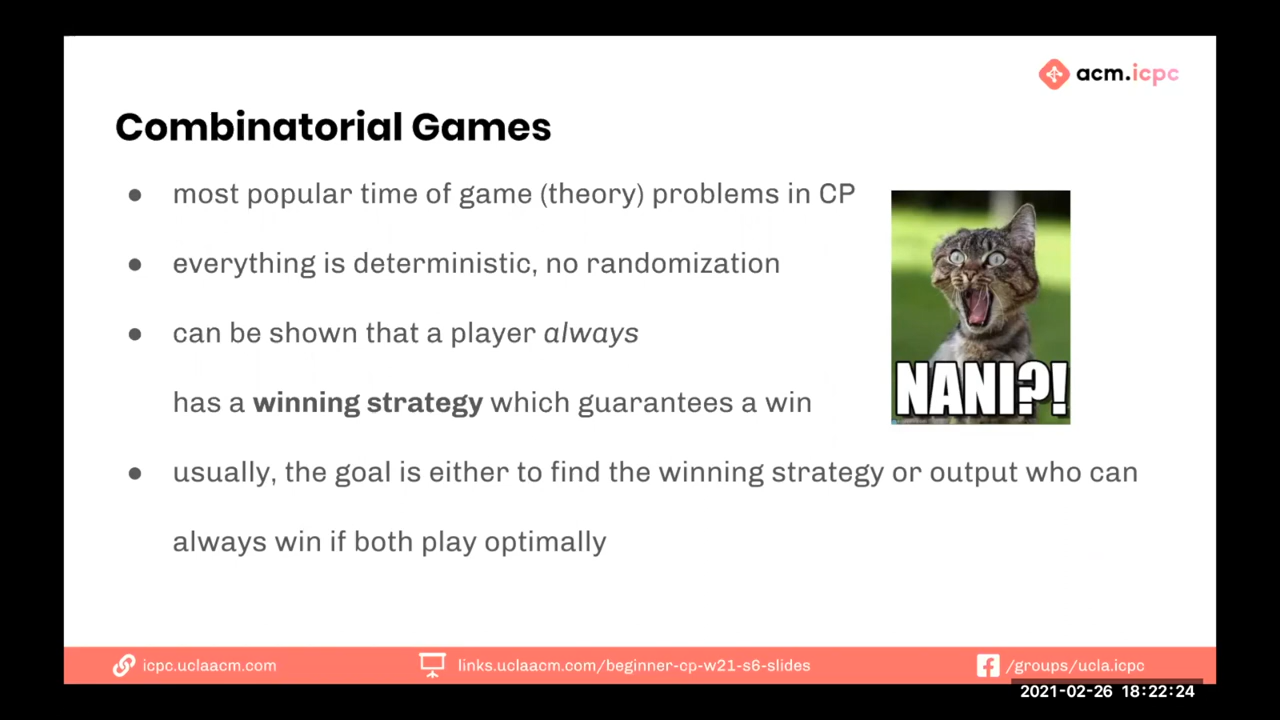 acm.icpc
Combinatorial Games
● most popular time of game (theory) problems in CP
● everything is deterministic, no randomization
● can be shown that a player always
has a winning strategy which guarantees a win
● usually, the goal is either to find the winning strategy or output who can
always win if both play optimally
NANI?!
icpc.uclaacm.com
links.uclaacm.com/beginner-cp-w21-s6-slides
/groups/ucla.icpc
2021-02-26 18:22:24